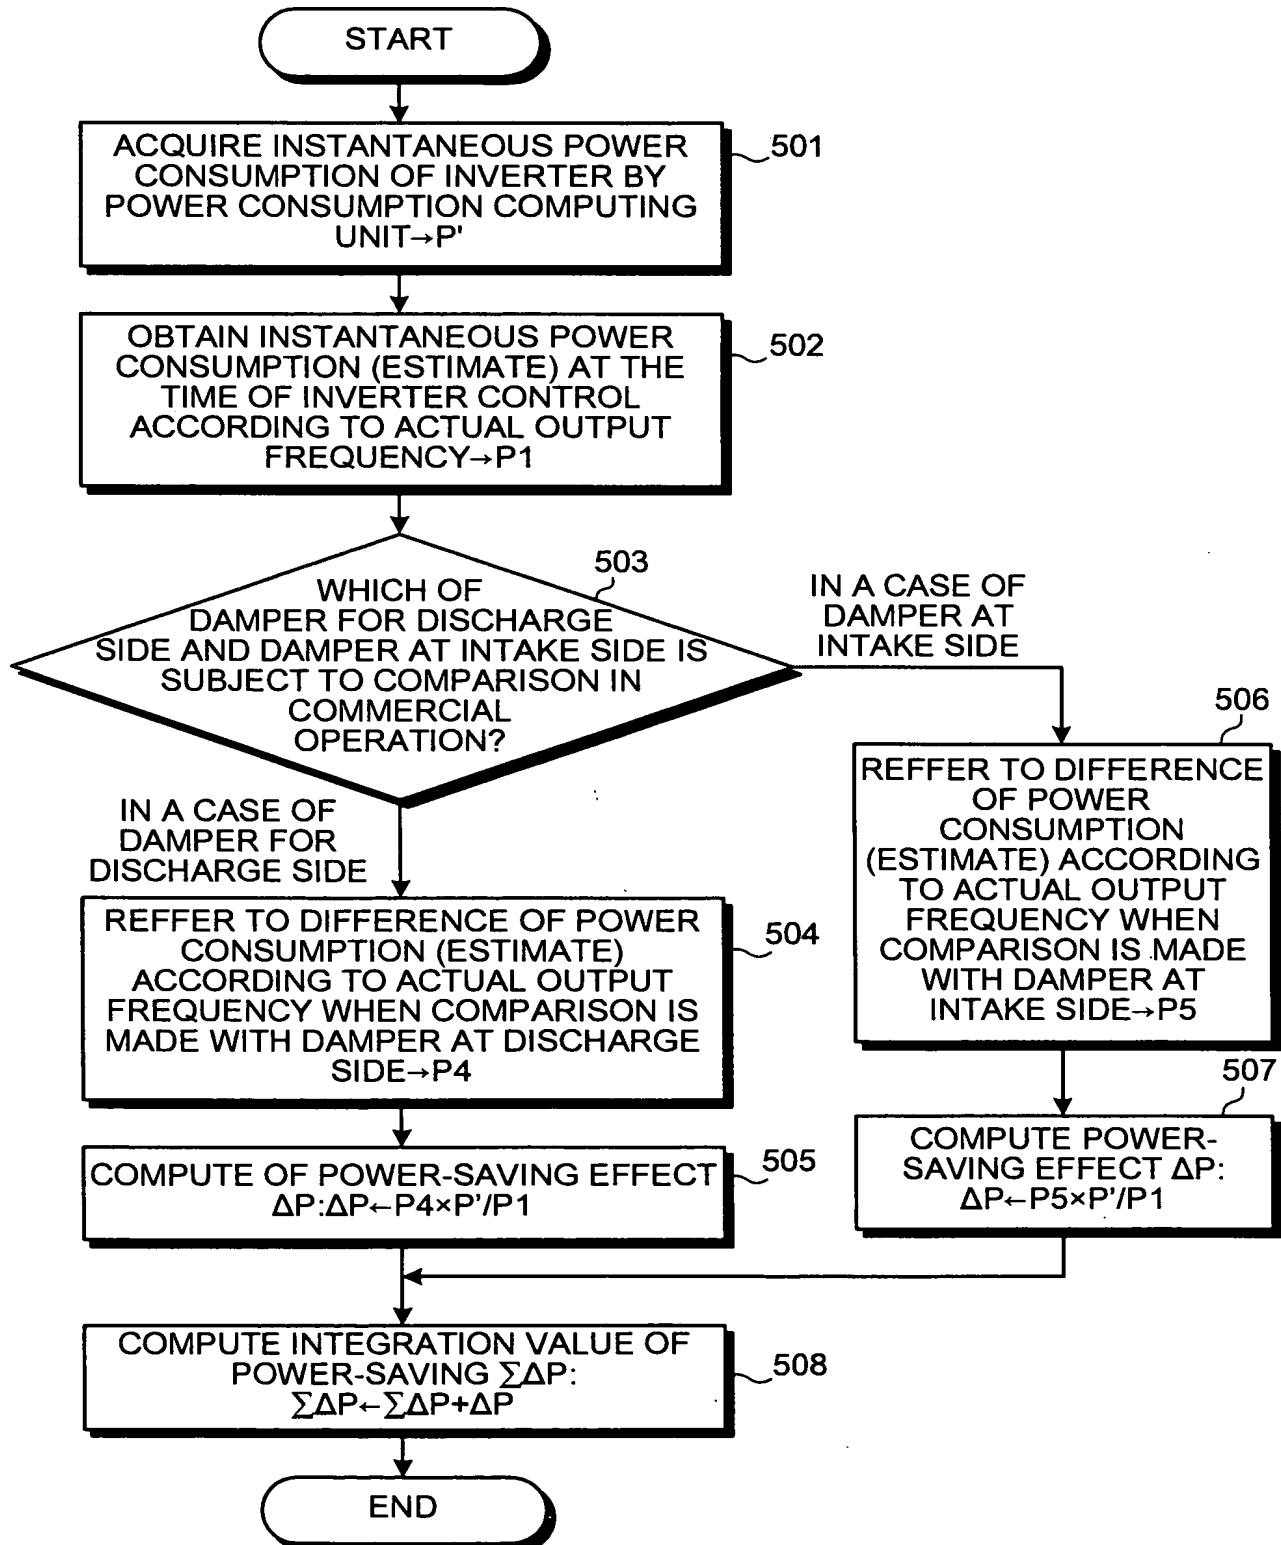 START
ACQUIRE INSTANTANEOUS POWER
CONSUMPTION OF INVERTER BY
POWER CONSUMPTION COMPUTING
UNIT→P'
501
OBTAIN INSTANTANEOUS POWER
CONSUMPTION (ESTIMATE) AT THE
TIME OF INVERTER CONTROL
ACCORDING TO ACTUAL OUTPUT
FREQUENCY→P1
502
503
WHICH OF
DAMPER FOR DISCHARGE
SIDE AND DAMPER AT INTAKE SIDE IS
SUBJECT TO COMPARISON IN
COMMERCIAL
OPERATION?
IN A CASE OF
DAMPER AT
INTAKE SIDE
IN A CASE OF
DAMPER FOR
DISCHARGE SIDE
REFFER TO DIFFERENCE OF POWER
CONSUMPTION (ESTIMATE)
ACCORDING TO ACTUAL OUTPUT
FREQUENCY WHEN COMPARISON IS
MADE WITH DAMPER AT DISCHARGE
SIDE→P4
504
COMPUTE OF POWER-SAVING EFFECT
ΔP:ΔP←P4×P'/P1
505
506
REFFER TO DIFFERENCE
OF POWER
CONSUMPTION
(ESTIMATE) ACCORDING
TO ACTUAL OUTPUT
FREQUENCY WHEN
COMPARISON IS MADE
WITH DAMPER AT
INTAKE SIDE→P5
507
COMPUTE POWER-
SAVING EFFECT ΔP:
ΔP←P5×P'/P1
COMPUTE INTEGRATION VALUE OF
POWER-SAVING ∑ΔP:
∑ΔP←∑ΔP+ΔP
508
END